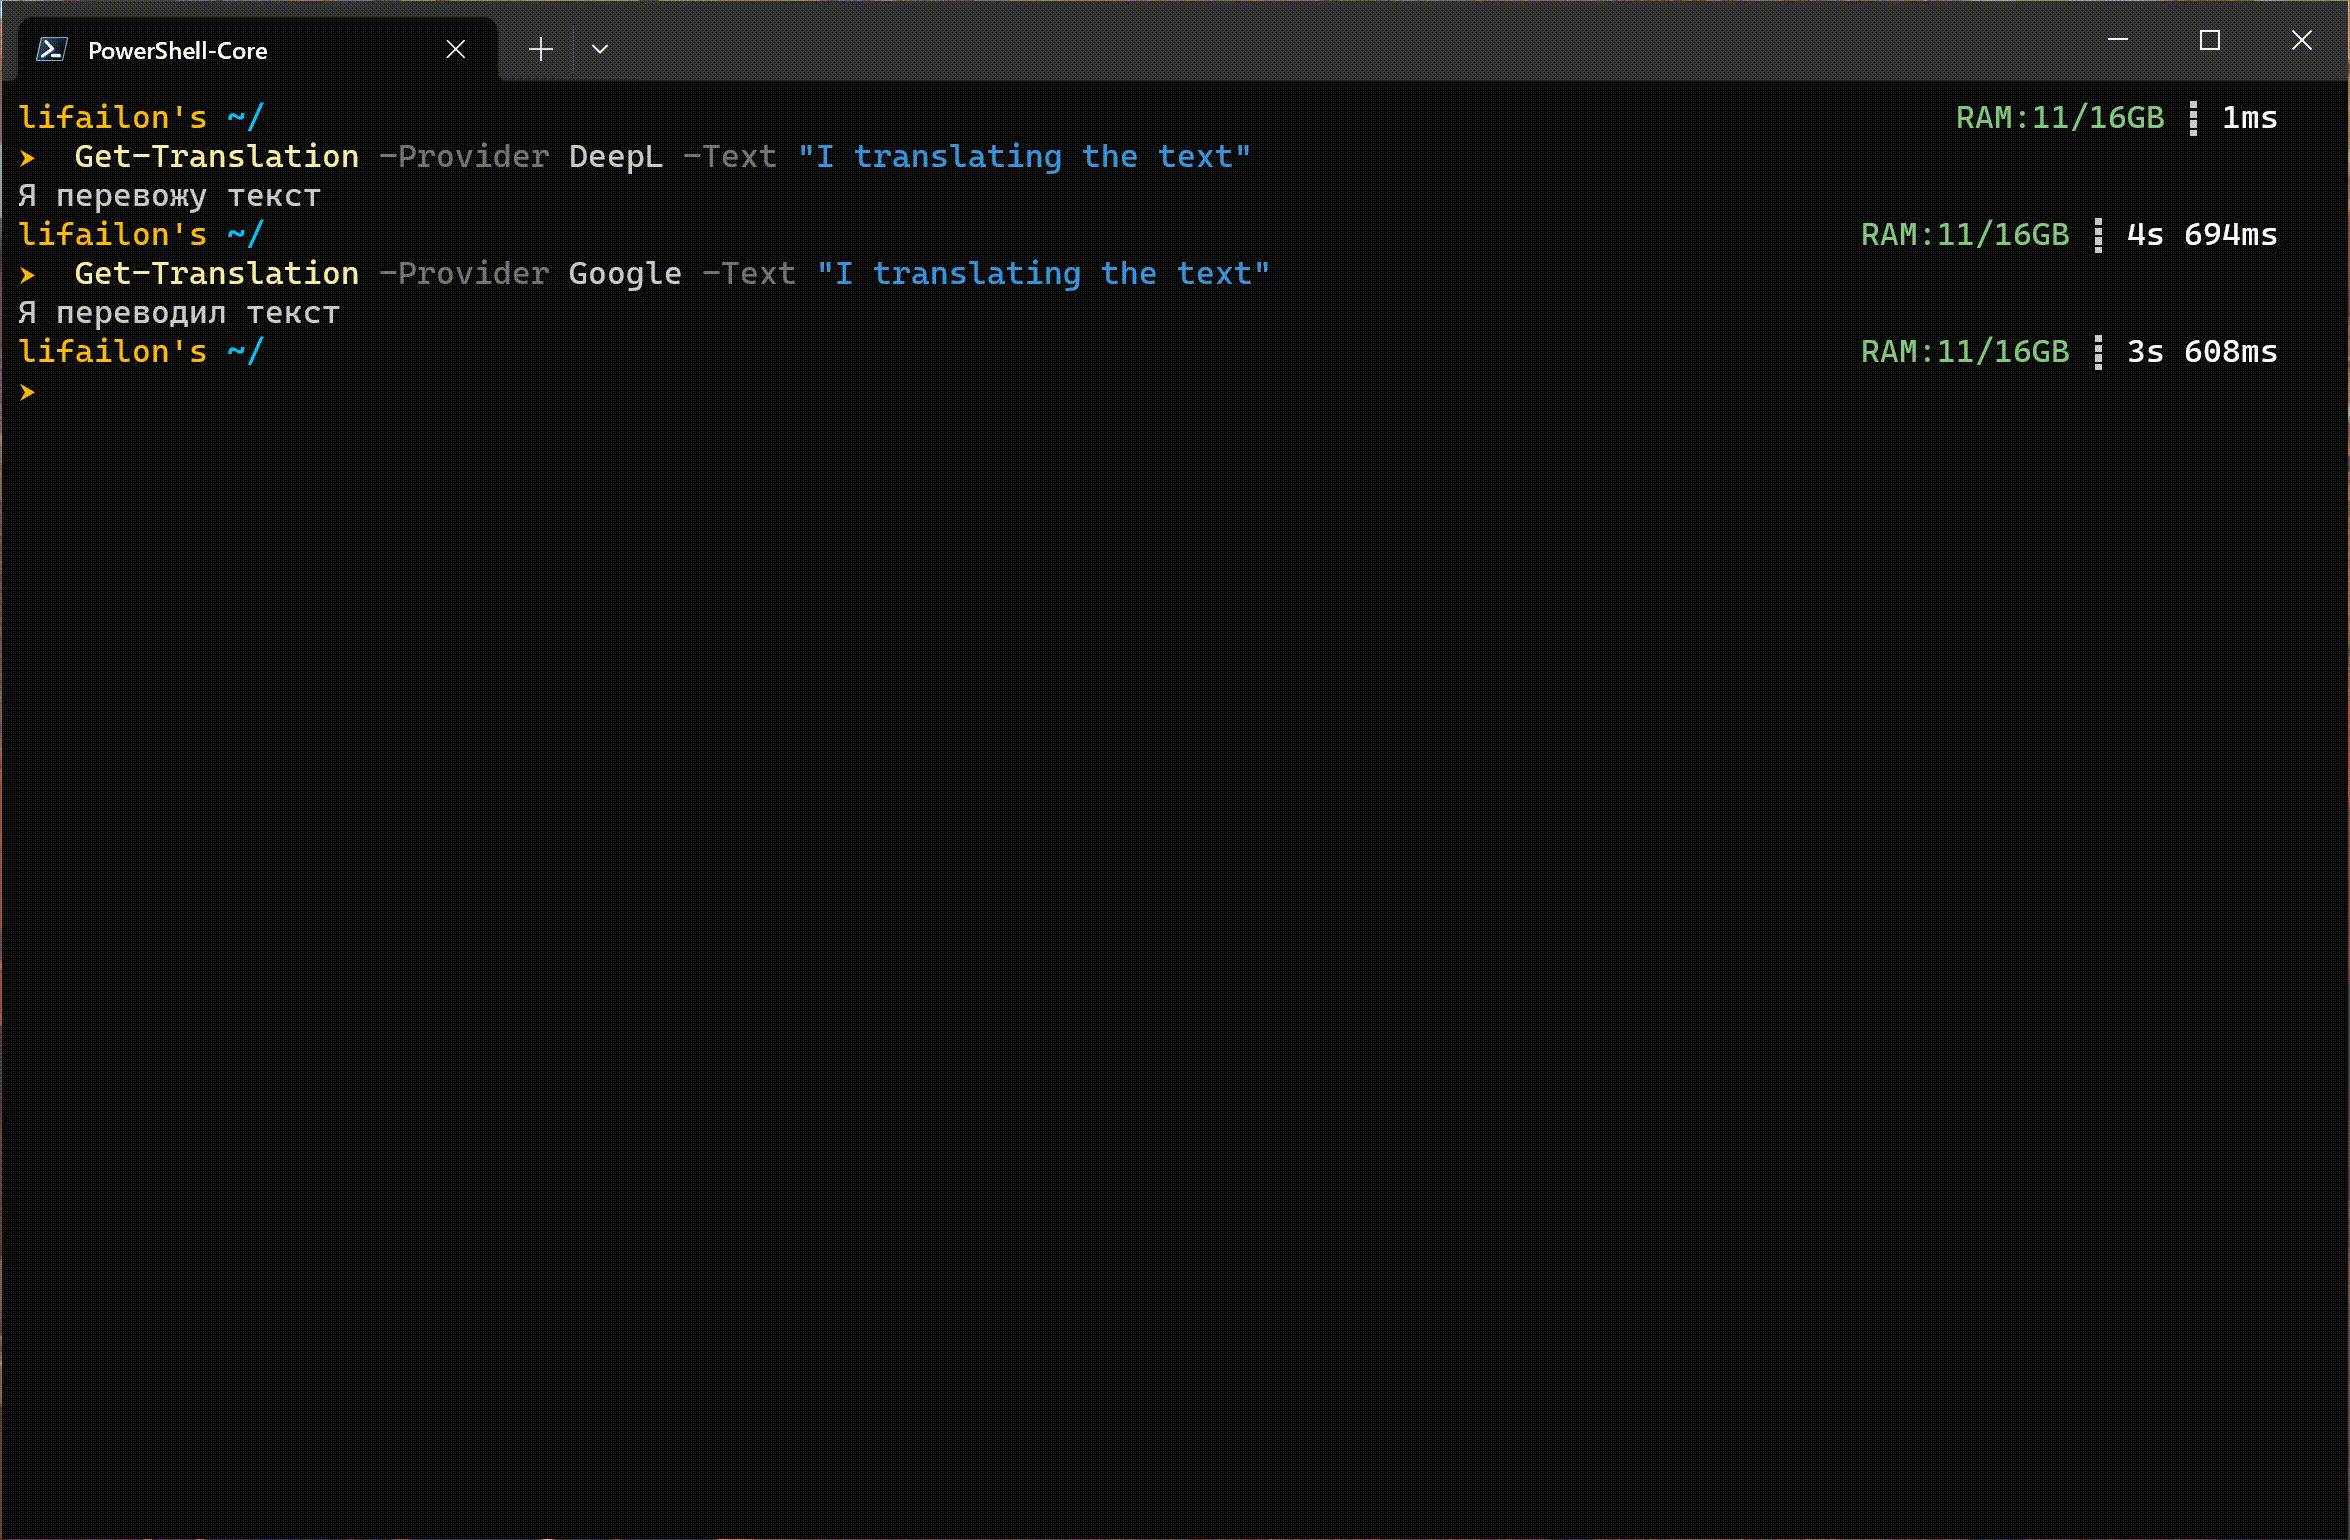 PowerShell-Core
lifailon's ~/ RAM:11/16GB ┊ 1ms
➤ Get-Translation -Provider DeepL -Text "I translating the text"
Я перевожу текст
lifailon's ~/ RAM:11/16GB ┊ 4s 694ms
➤ Get-Translation -Provider Google -Text "I translating the text"
Я переводил текст
lifailon's ~/ RAM:11/16GB ┊ 3s 608ms
➤